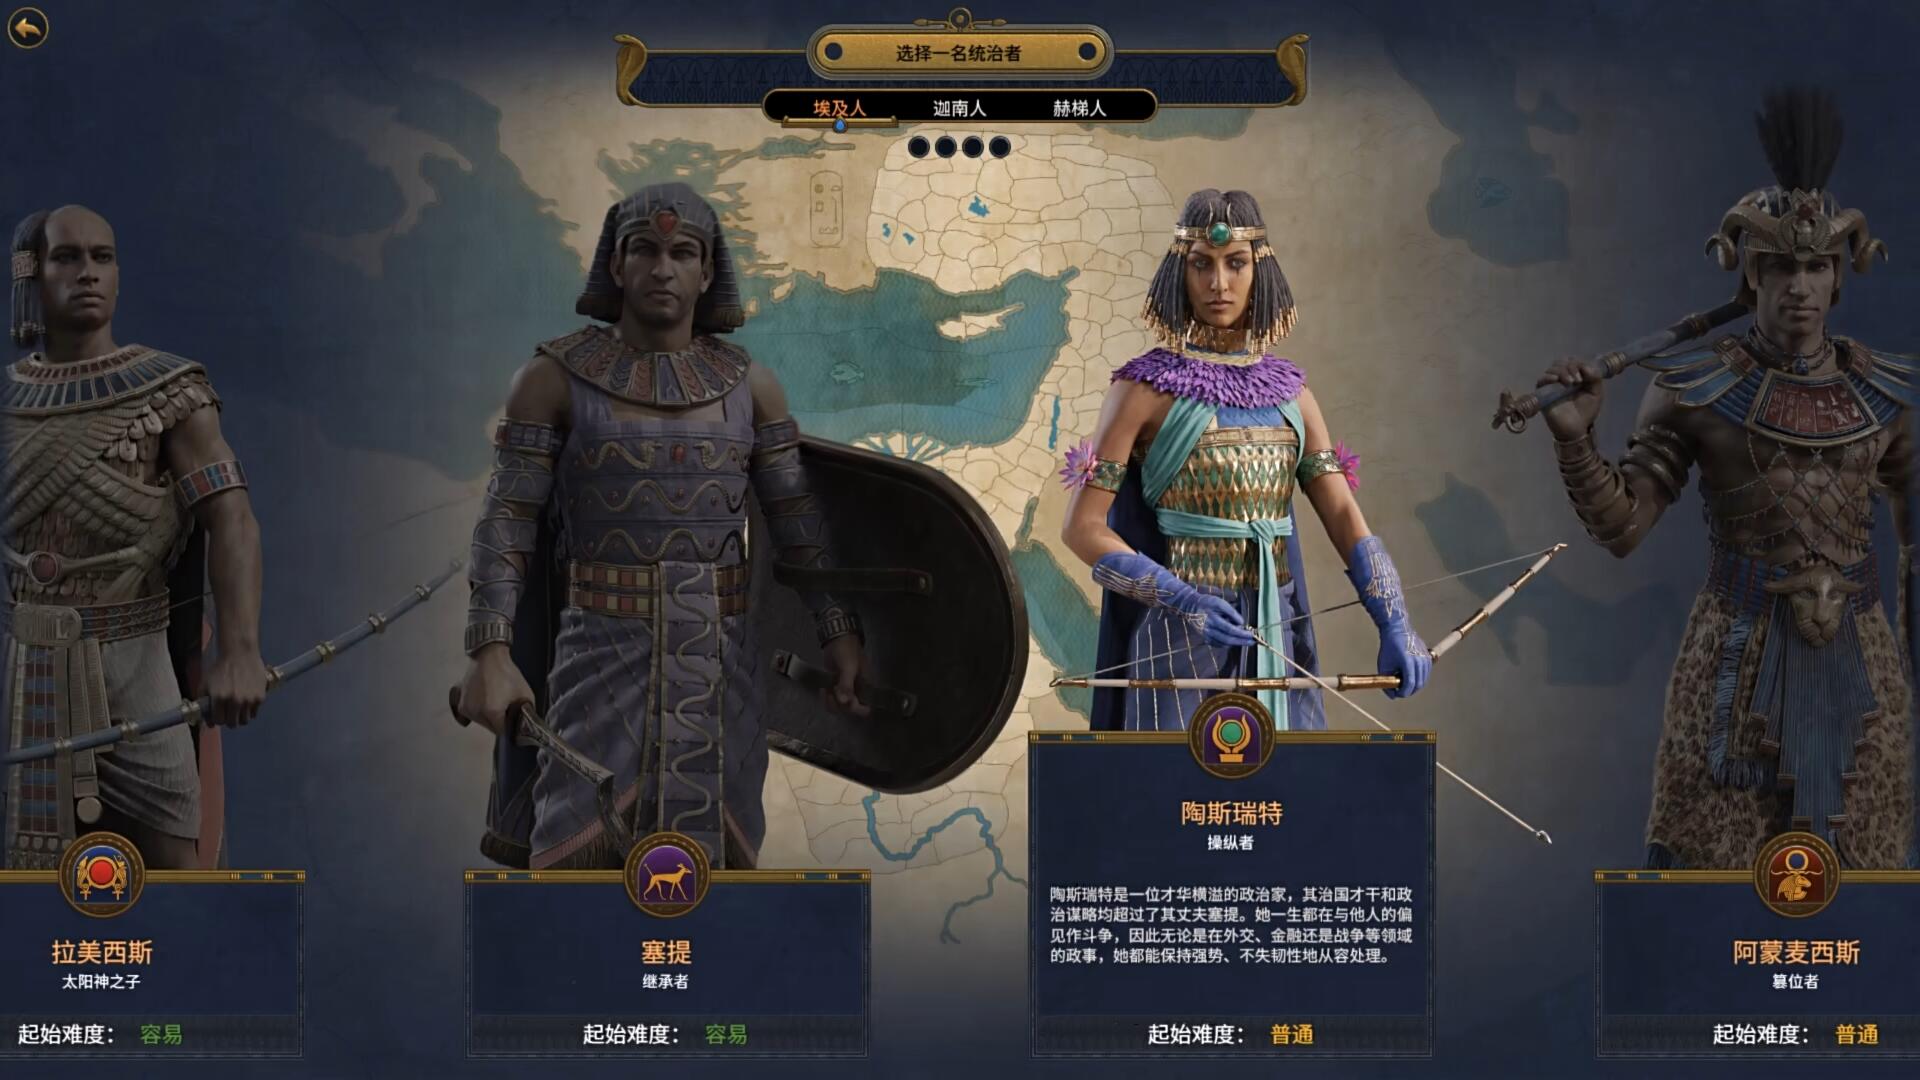 选择一名统治者
埃及人 迦南人 赫梯人
拉美西斯
太阳神之子
起始难度： 容易
塞提
继承者
起始难度： 容易
陶斯瑞特
操纵者
陶斯瑞特是一位才华横溢的政治家，其治国才干和政
治谋略均超过了其丈夫塞提。她一生都在与他人的偏
见作斗争，因此无论是在外交、金融还是战争等领域
的政事，她都能保持强势、不失韧性地从容处理。
起始难度： 普通
阿蒙麦西斯
篡位者
起始难度： 普通